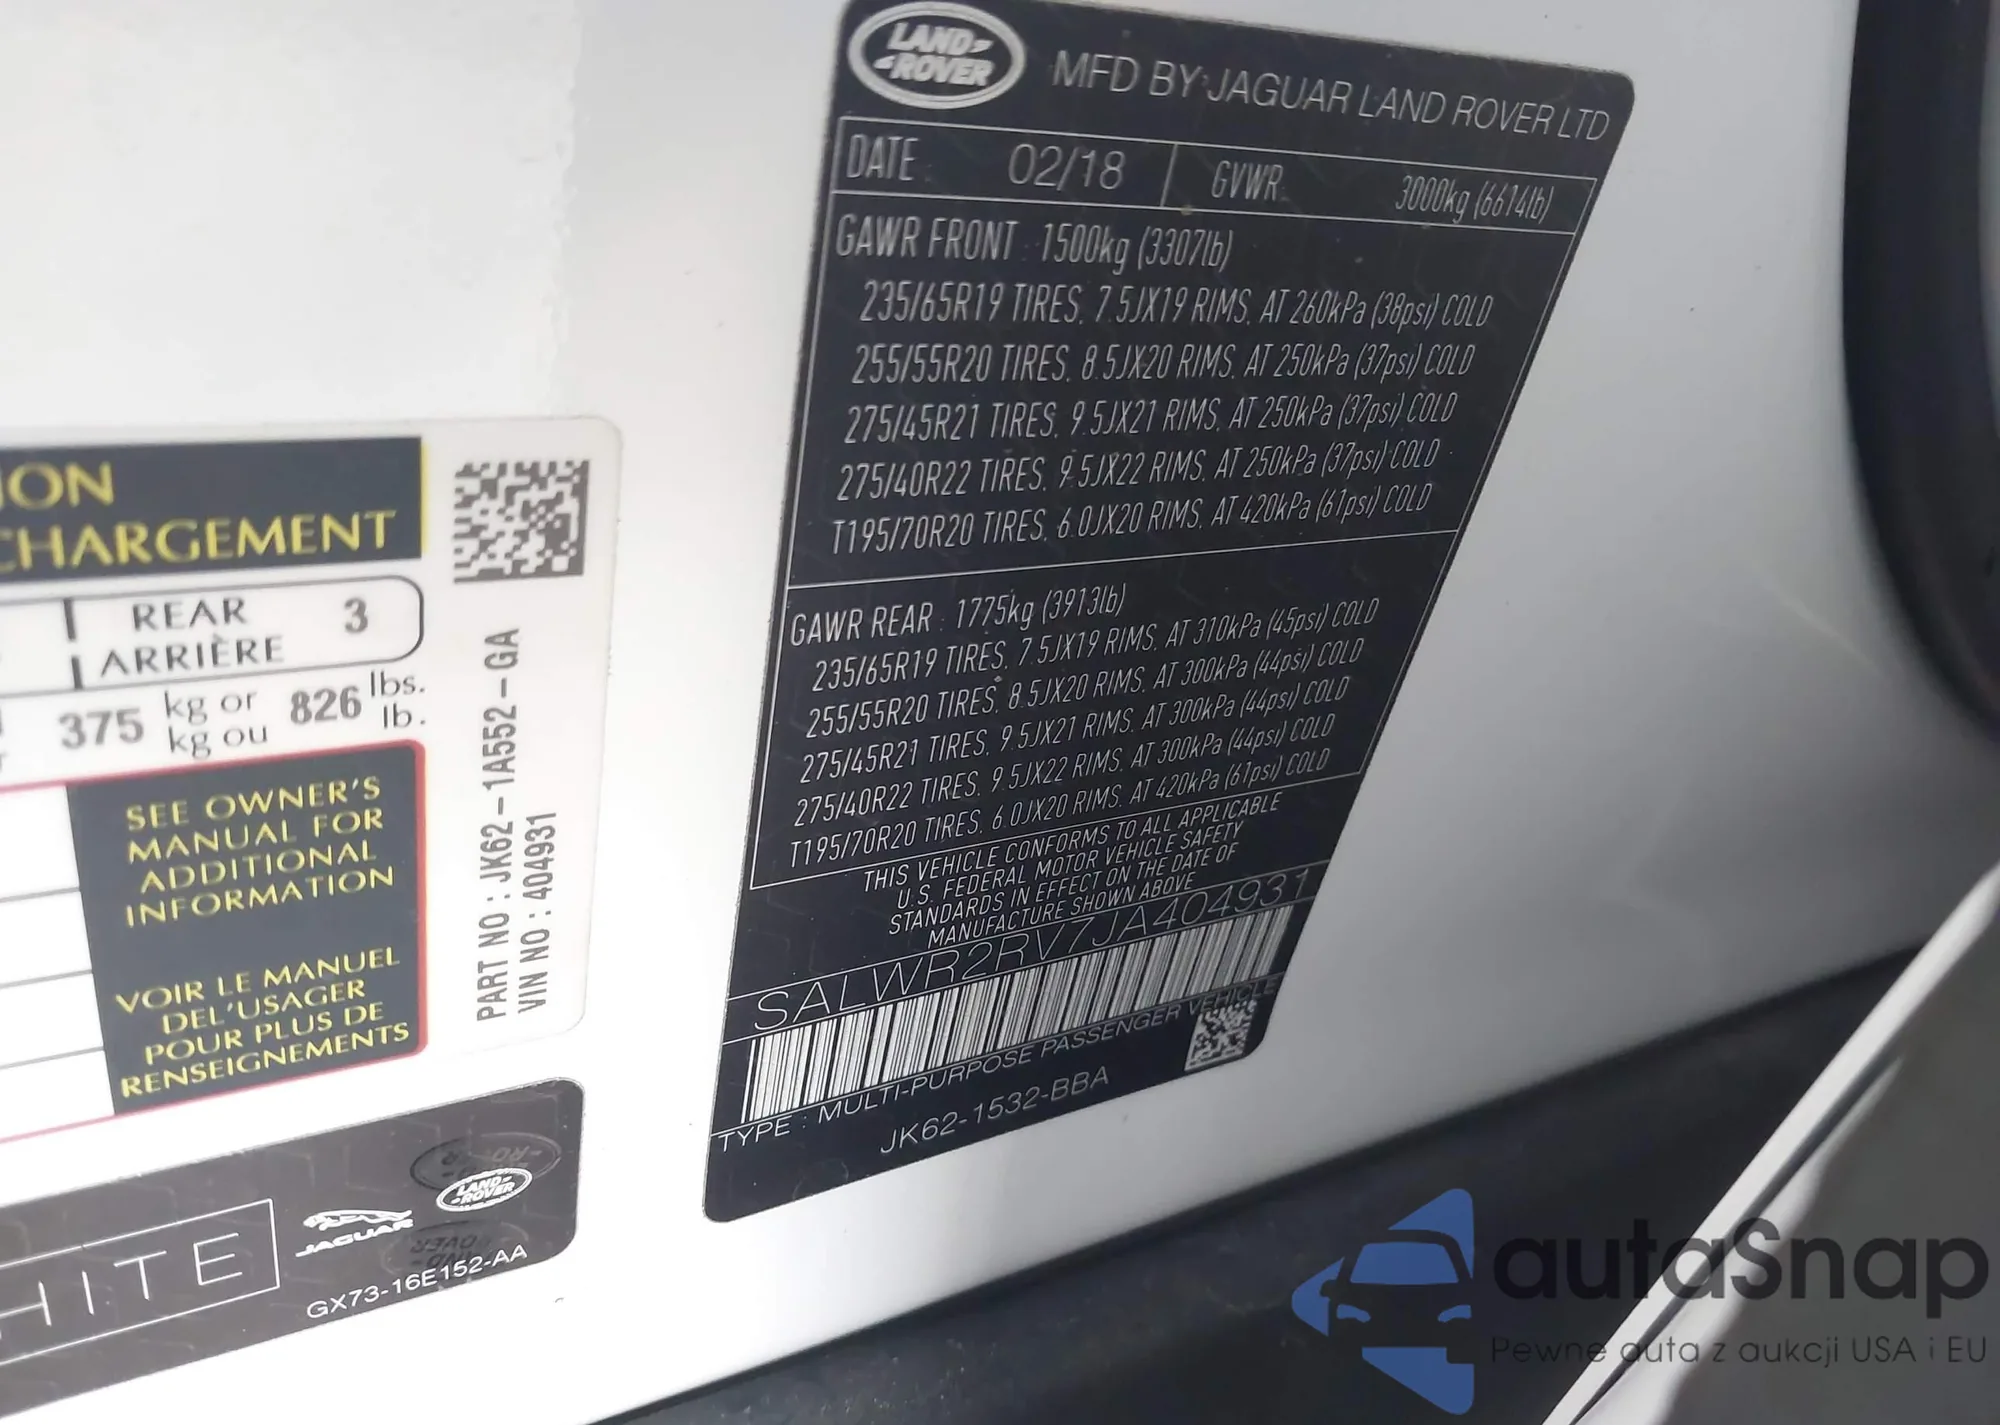 LAND-
-ROVER
MFD BY JAGUAR LAND ROVER LTD
DATE 02/18 GVWR 3000kg (6614lb)
GAWR FRONT : 1500kg (3307lb)
235/65R19 TIRES, 7.5JX19 RIMS, AT 260kPa (38psi) COLD
255/55R20 TIRES, 8.5JX20 RIMS, AT 250kPa (37psi) COLD
275/45R21 TIRES, 9.5JX21 RIMS, AT 250kPa (37psi) COLD
275/40R22 TIRES, 9.5JX22 RIMS, AT 250kPa (37psi) COLD
T195/70R20 TIRES, 6.0JX20 RIMS, AT 420kPa (61psi) COLD
GAWR REAR : 1775kg (3913lb)
235/65R19 TIRES, 7.5JX19 RIMS, AT 310kPa (45psi) COLD
255/55R20 TIRES, 8.5JX20 RIMS, AT 300kPa (44psi) COLD
275/45R21 TIRES, 9.5JX21 RIMS, AT 300kPa (44psi) COLD
275/40R22 TIRES, 9.5JX22 RIMS, AT 300kPa (44psi) COLD
T195/70R20 TIRES, 6.0JX20 RIMS, AT 420kPa (61psi) COLD
THIS VEHICLE CONFORMS TO ALL APPLICABLE
U.S. FEDERAL MOTOR VEHICLE SAFETY
STANDARDS IN EFFECT ON THE DATE OF
MANUFACTURE SHOWN ABOVE
SALWR2RV7JA404931
TYPE : MULTI-PURPOSE PASSENGER VEHICLE
JK62-1532-BBA
ION
CHARGEMENT
REAR 3
ARRIÈRE
375 kg or 826 lbs.
kg ou lb.
SEE OWNER'S
MANUAL FOR
ADDITIONAL
INFORMATION
VOIR LE MANUEL
DEL'USAGER
POUR PLUS DE
RENSEIGNEMENTS
PART NO : JK62-1A552-GA
VIN NO : 404931
HITE
JAGUAR
LAND-
-ROVER
GX73-16E152-AA
autaSnap
Pewne auta z aukcji USA i EU